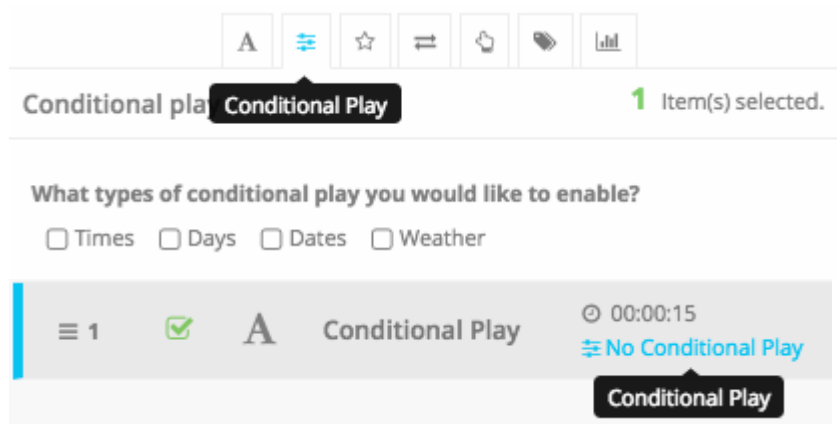 A
Conditional play
Conditional Play
1 Item(s) selected.
What types of conditional play you would like to enable?
Times Days Dates Weather
1 A Conditional Play 00:00:15
No Conditional Play
Conditional Play